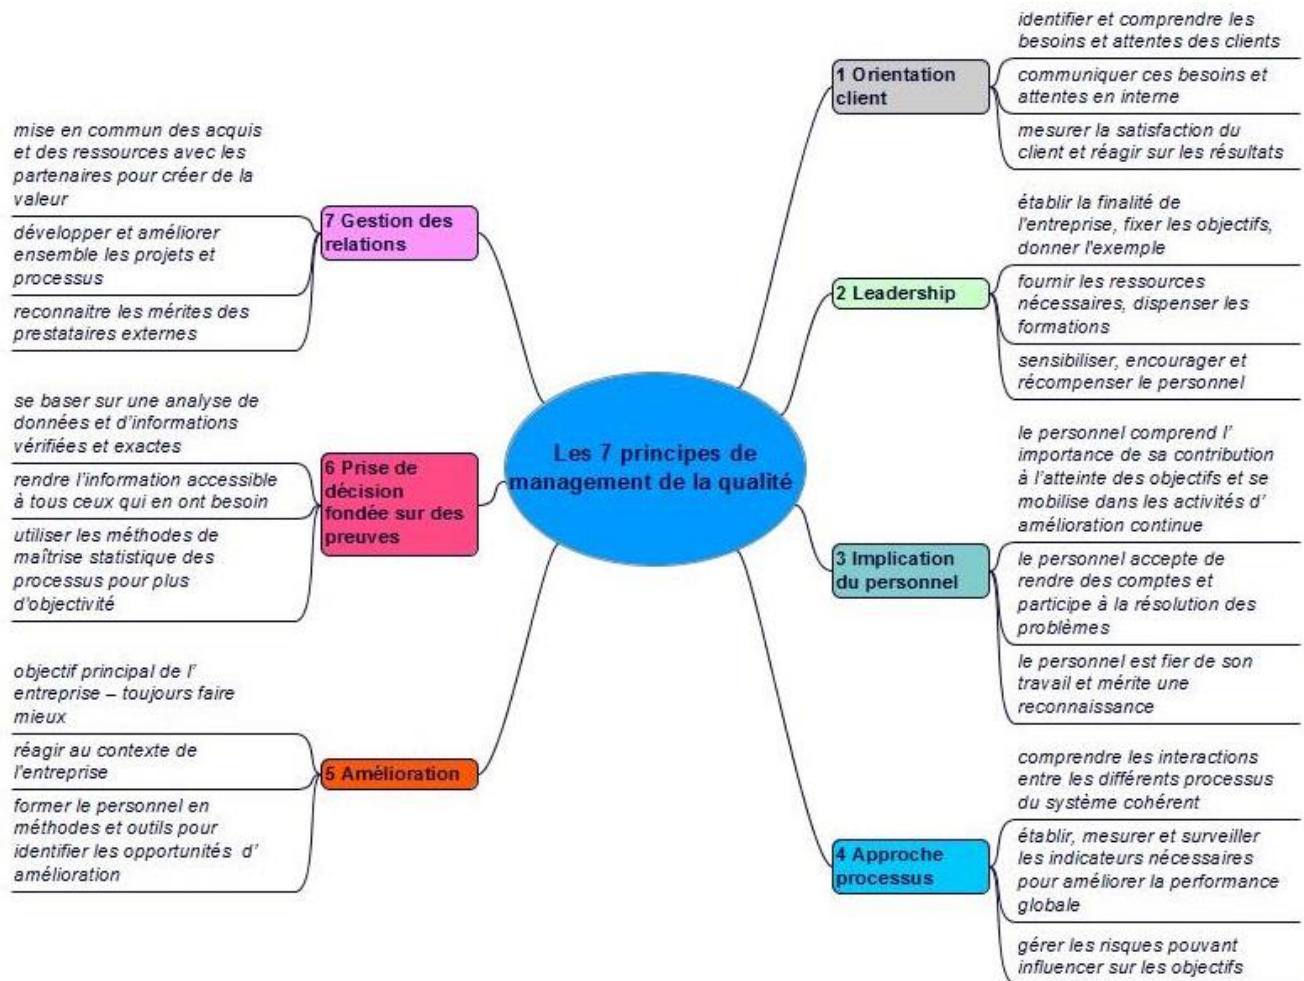 Les 7 principes de
management de la qualité
1 Orientation
client
identifier et comprendre les
besoins et attentes des clients
communiquer ces besoins et
attentes en interne
mesurer la satisfaction du
client et réagir sur les résultats
2 Leadership
établir la finalité de
l'entreprise, fixer les objectifs,
donner l'exemple
fournir les ressources
nécessaires, dispenser les
formations
sensibiliser, encourager et
récompenser le personnel
3 Implication
du personnel
le personnel comprend l’
importance de sa contribution
à l’atteinte des objectifs et se
mobilise dans les activités d’
amélioration continue
le personnel accepte de
rendre des comptes et
participe à la résolution des
problèmes
le personnel est fier de son
travail et mérite une
reconnaissance
4 Approche
processus
comprendre les interactions
entre les différents processus
du système cohérent
établir, mesurer et surveiller
les indicateurs nécessaires
pour améliorer la performance
globale
gérer les risques pouvant
influencer sur les objectifs
5 Amélioration
objectif principal de l’
entreprise – toujours faire
mieux
réagir au contexte de
l'entreprise
former le personnel en
méthodes et outils pour
identifier les opportunités d’
amélioration
6 Prise de
décision
fondée sur des
preuves
se baser sur une analyse de
données et d’informations
vérifiées et exactes
rendre l’information accessible
à tous ceux qui en ont besoin
utiliser les méthodes de
maîtrise statistique des
processus pour plus
d'objectivité
7 Gestion des
relations
mise en commun des acquis
et des ressources avec les
partenaires pour créer de la
valeur
développer et améliorer
ensemble les projets et
processus
reconnaitre les mérites des
prestataires externes